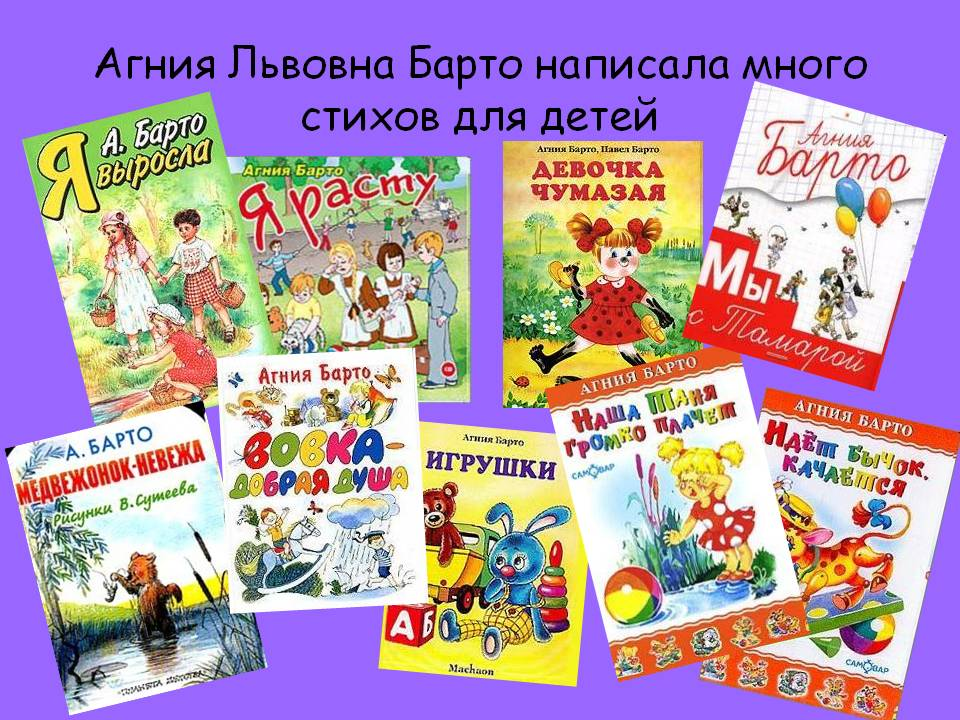 Агния Львовна Барто написала много
стихов для детей
А. Барто
Я выросла
Агния Барто
Я расту
Агния Барто, Павел Барто
ДЕВОЧКА
ЧУМАЗАЯ
Агния
Барто
Мы
с Тамарой
А. БАРТО
МЕДВЕЖОНОК-НЕВЕЖА
Рисунки В. Сутеева
Агния Барто
ВОВКА-
ДОБРАЯ ДУША
Агния Барто
ИГРУШКИ
А Б
Machaon
АГНИЯ БАРТО
НАША ТАНЯ
ГРОМКО ПЛАЧЕТ
САМОВАР
АГНИЯ БАРТО
ИДЁТ БЫЧОК,
КАЧАЕТСЯ
САМОВАР